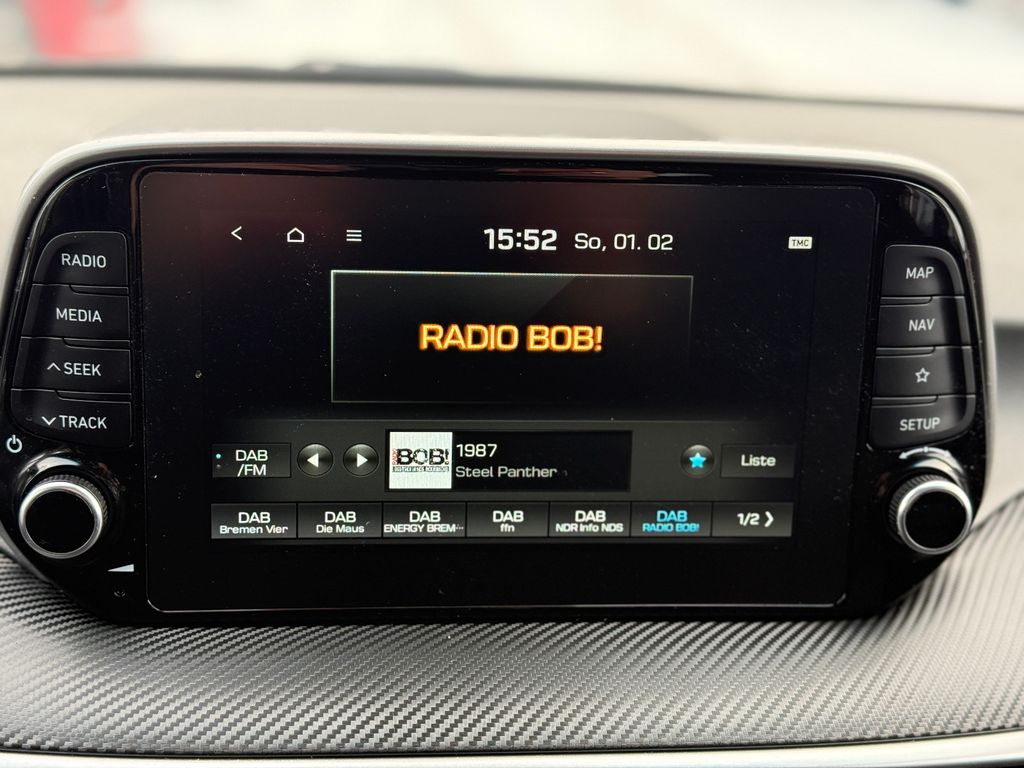 15:52 So, 01. 02
TMC
RADIO
MEDIA
SEEK
TRACK
RADIO BOB!
MAP
NAV
SETUP
DAB
/FM
BOB!
1987
Steel Panther
Liste
DAB
Bremen Vier
DAB
Die Maus
DAB
ENERGY BREM...
DAB
ffn
DAB
NDR Info NDS
DAB
RADIO BOB!
1/2